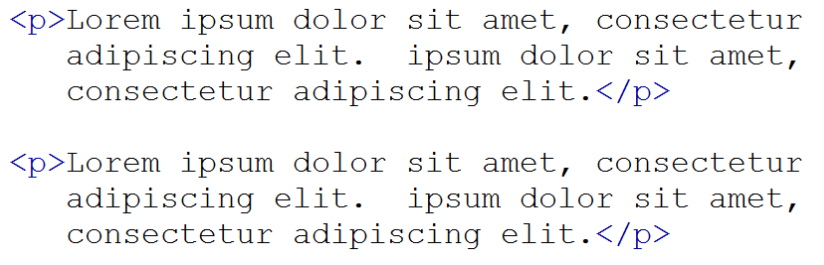 <p>Lorem ipsum dolor sit amet, consectetur
   adipiscing elit.  ipsum dolor sit amet,
   consectetur adipiscing elit.</p>

<p>Lorem ipsum dolor sit amet, consectetur
   adipiscing elit.  ipsum dolor sit amet,
   consectetur adipiscing elit.</p>